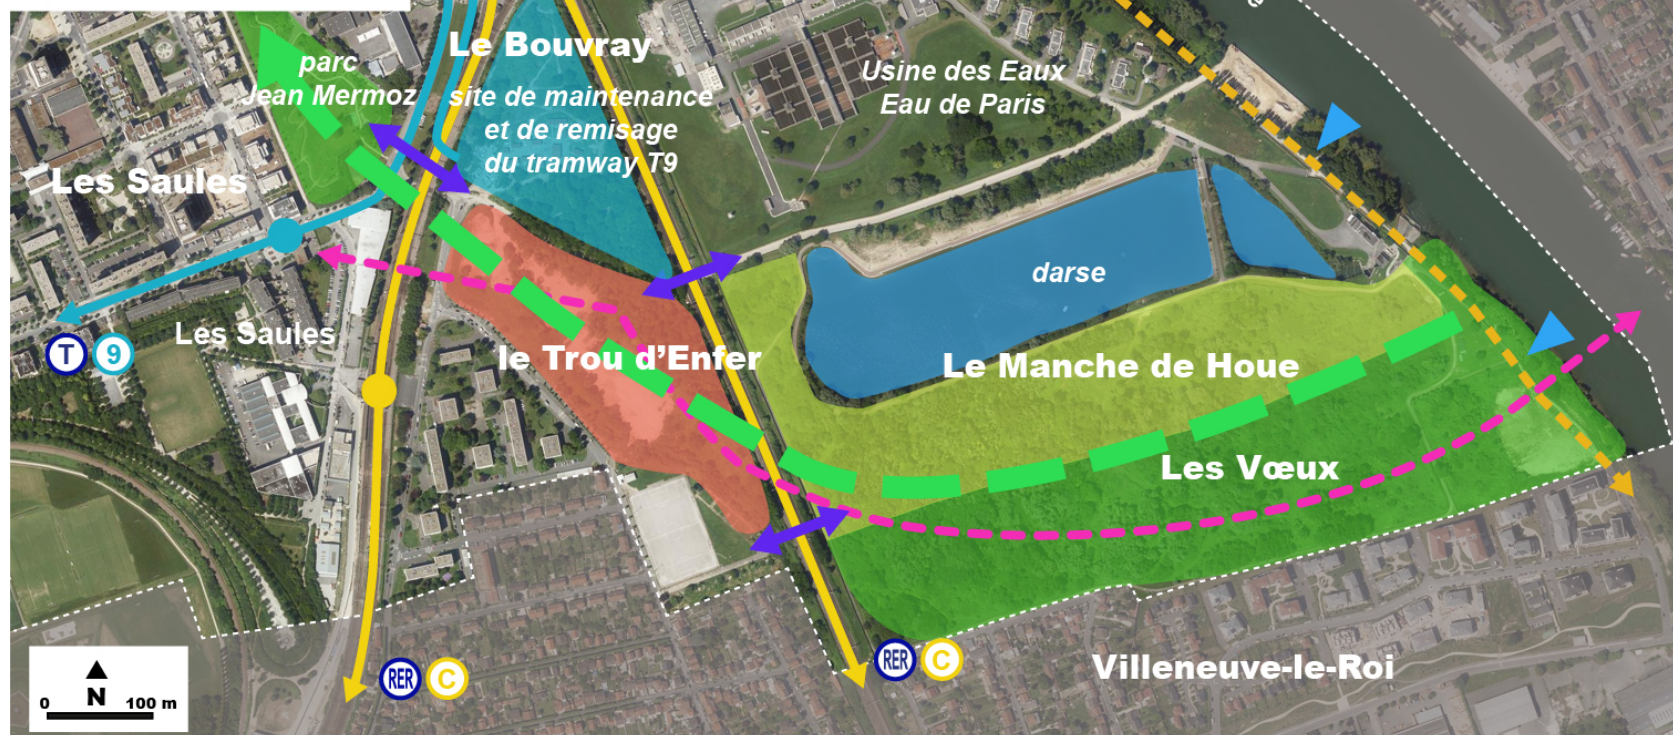 Le Bouvray
site de maintenance
et de remisage
du tramway T9
parc
Jean Mermoz
Usine des Eaux
Eau de Paris
Les Saules
darse
Les Saules
T 9
le Trou d'Enfer
Le Manche de Houe
Les Vœux
RER C
RER C
Villeneuve-le-Roi
N
0 100 m